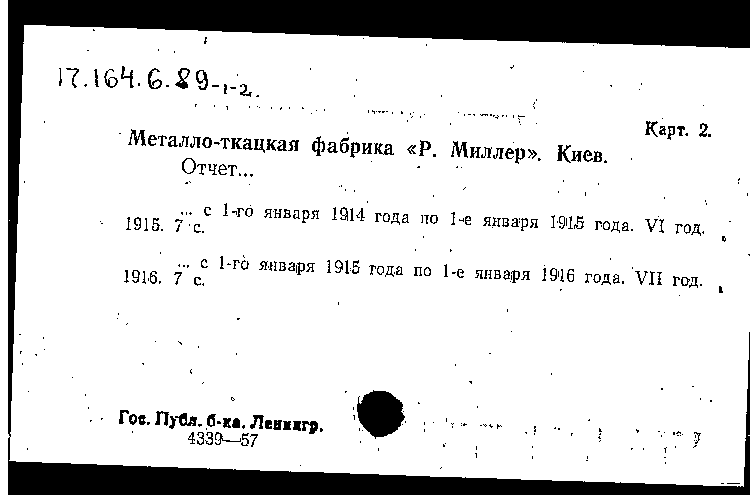 17.164.6.89-1-2.
Карт. 2.
Металло-ткацкая фабрика «Р. Миллер». Киев.
Отчет...
... с 1-го января 1914 года по 1-е января 1915 года. VI год.
1915. 7 с.
... с 1-го января 1915 года по 1-е января 1916 года. VII год.
1916. 7 с.
Гос. Публ. б-ка. Ленингр.
4339—57